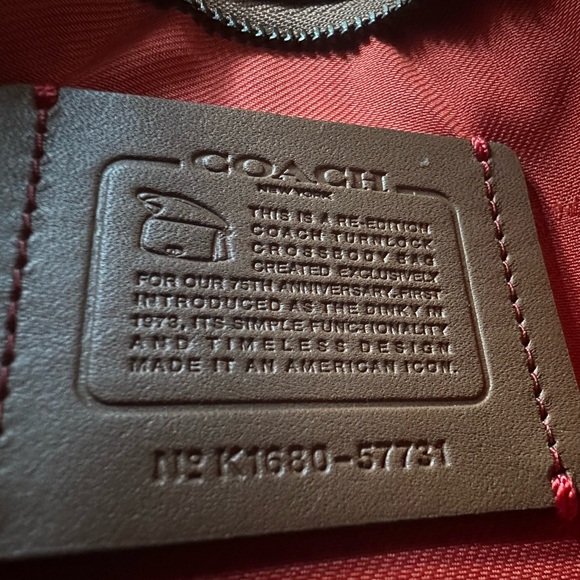 COACH
NEW YORK
THIS IS A RE-EDITION
COACH TURNLOCK
CROSSBODY BAG
CREATED EXCLUSIVELY
FOR OUR 75TH ANNIVERSARY. FIRST
INTRODUCED AS THE DINKY IN
1973, ITS SIMPLE FUNCTIONALITY
AND TIMELESS DESIGN
MADE IT AN AMERICAN ICON.
Nº K1680-57731